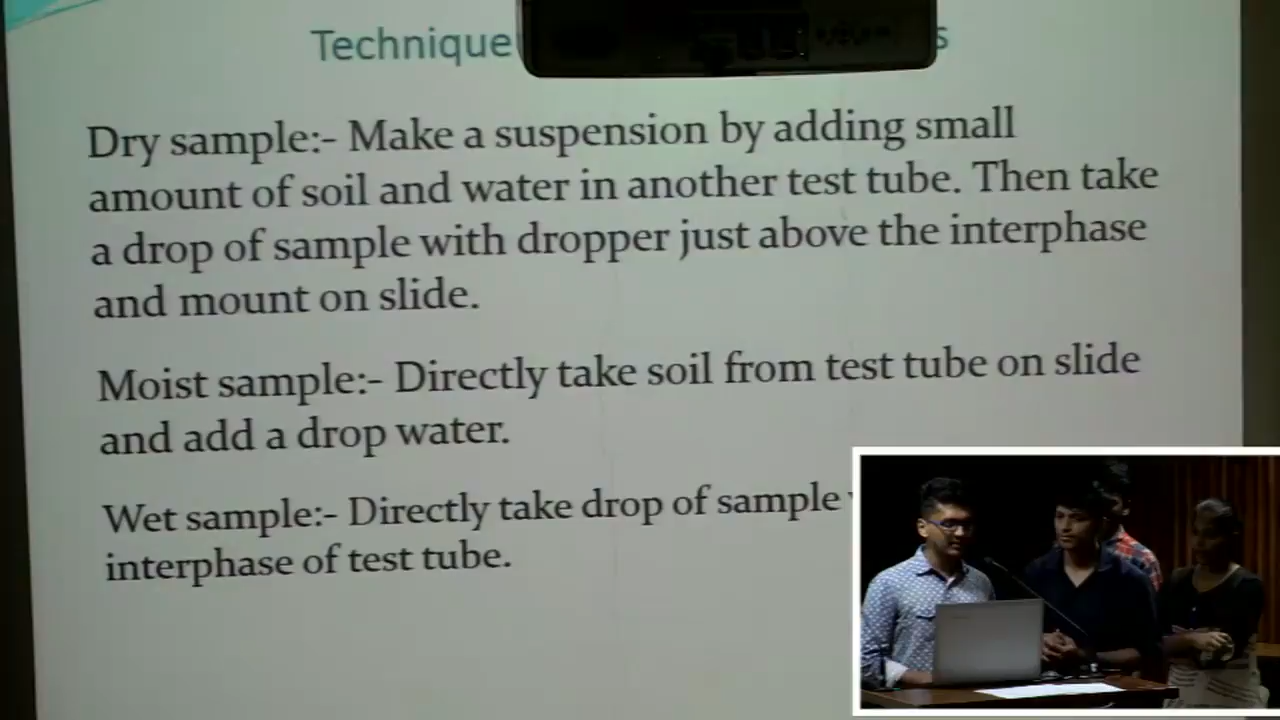 Technique s
Dry sample:- Make a suspension by adding small
amount of soil and water in another test tube. Then take
a drop of sample with dropper just above the interphase
and mount on slide.
Moist sample:- Directly take soil from test tube on slide
and add a drop water.
Wet sample:- Directly take drop of sample
interphase of test tube.